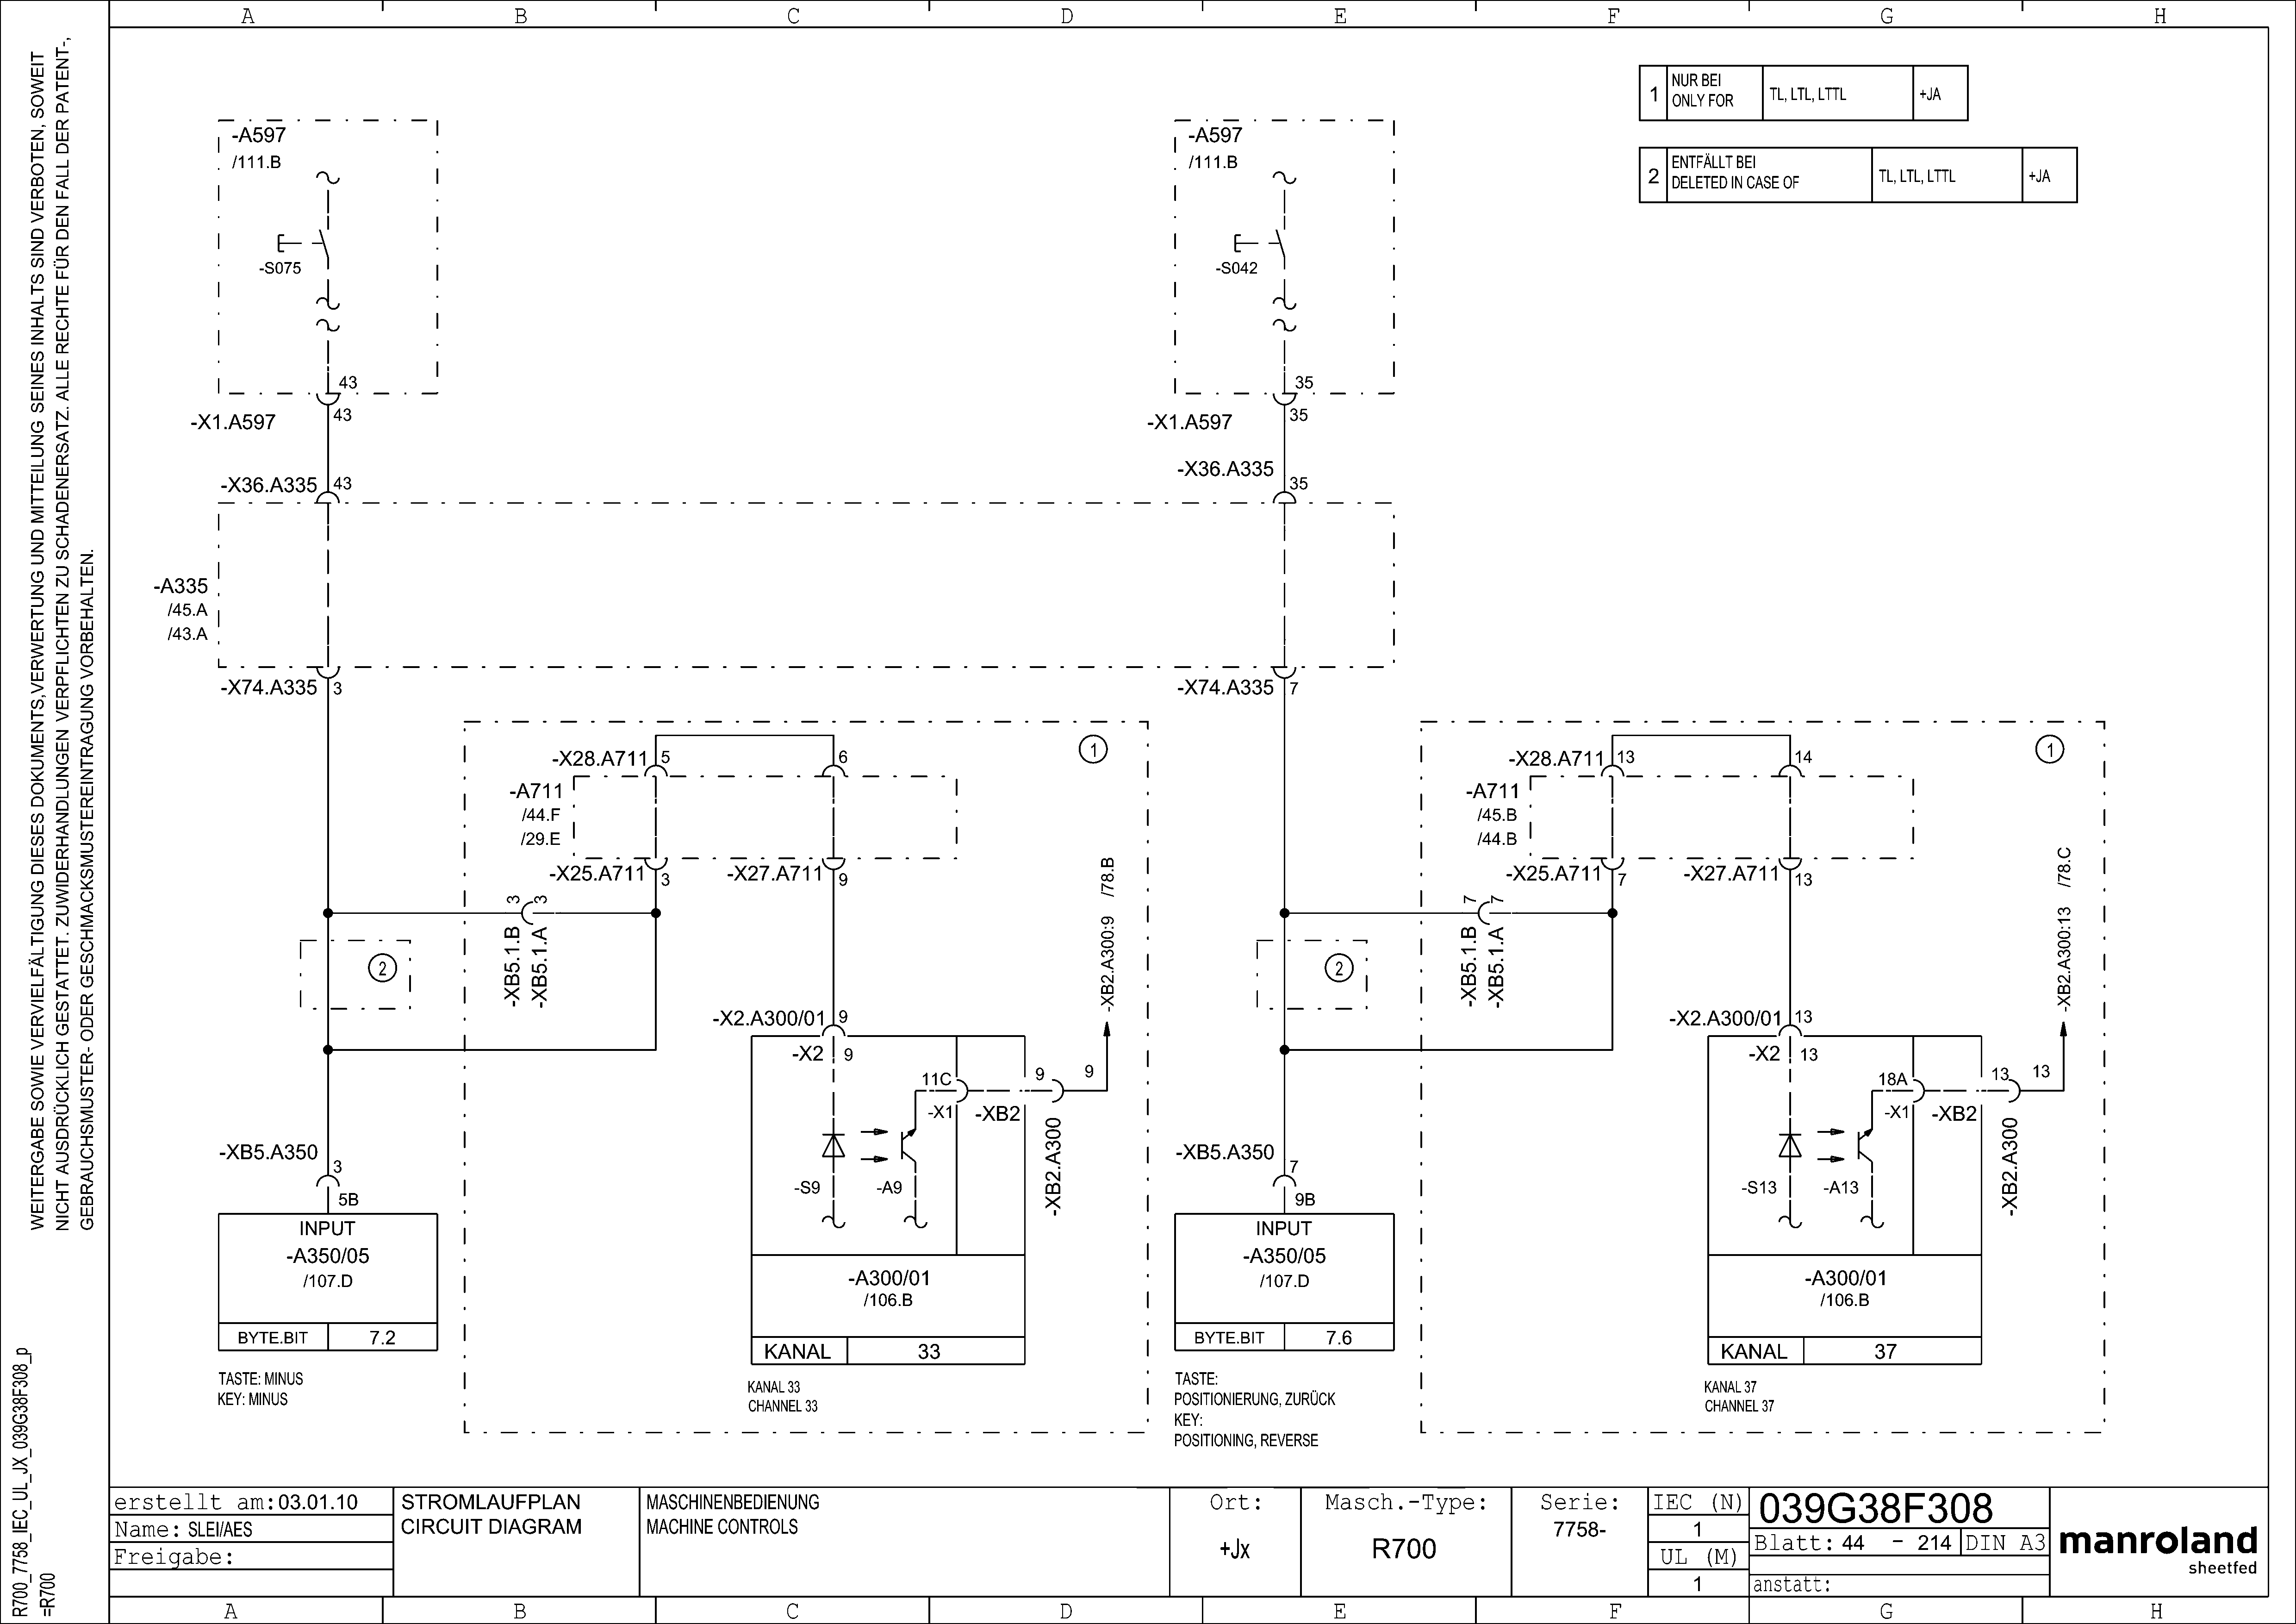 A B C D E F G H
WEITERGABE SOWIE VERVIELFÄLTIGUNG DIESES DOKUMENTS,VERWERTUNG UND MITTEILUNG SEINES INHALTS SIND VERBOTEN, SOWEIT
NICHT AUSDRÜCKLICH GESTATTET. ZUWIDERHANDLUNGEN VERPFLICHTEN ZU SCHADENERSATZ. ALLE RECHTE FÜR DEN FALL DER PATENT-,
GEBRAUCHSMUSTER- ODER GESCHMACKSMUSTEREINTRAGUNG VORBEHALTEN.
R700_7758_IEC_UL_JX_039G38F308_p
=R700
1 NUR BEI
ONLY FOR TL, LTL, LTTL +JA
2 ENTFÄLLT BEI
DELETED IN CASE OF TL, LTL, LTTL +JA
-A597
/111.B
-S075
43
-X1.A597 43
-X36.A335 43
-A335
/45.A
/43.A
-X74.A335 3
-X28.A711 5 6
1
-A711
/44.F
/29.E
-X25.A711 3
-X27.A711 9
3 3
-XB5.1.B
-XB5.1.A
2
-XB2.A300:9 /78.B
-X2.A300/01 9
-X2 9
11C 9 9
-X1 -XB2
-XB2.A300
-S9 -A9
-XB5.A350 3
5B
INPUT
-A350/05
/107.D
BYTE.BIT 7.2
TASTE: MINUS
KEY: MINUS
-A300/01
/106.B
KANAL 33
KANAL 33
CHANNEL 33
-A597
/111.B
-S042
35
-X1.A597 35
-X36.A335
35
-X74.A335 7
-X28.A711 13 14
1
-A711
/45.B
/44.B
-X25.A711 7
-X27.A711 13
7 7
-XB5.1.B
-XB5.1.A
2
-XB2.A300:13 /78.C
-X2.A300/01 13
-X2 13
18A 13 13
-X1 -XB2
-XB2.A300
-S13 -A13
-XB5.A350 7
9B
INPUT
-A350/05
/107.D
BYTE.BIT 7.6
TASTE:
POSITIONIERUNG, ZURÜCK
KEY:
POSITIONING, REVERSE
-A300/01
/106.B
KANAL 37
KANAL 37
CHANNEL 37
erstellt am: 03.01.10
Name: SLEI/AES
Freigabe:
STROMLAUFPLAN
CIRCUIT DIAGRAM
MASCHINENBEDIENUNG
MACHINE CONTROLS
Ort:
+Jx
Masch.-Type:
R700
Serie:
7758-
IEC (N)
1
UL (M)
1
039G38F308
Blatt: 44 - 214 DIN A3
anstatt:
manroland
sheetfed
A B C D E F G H